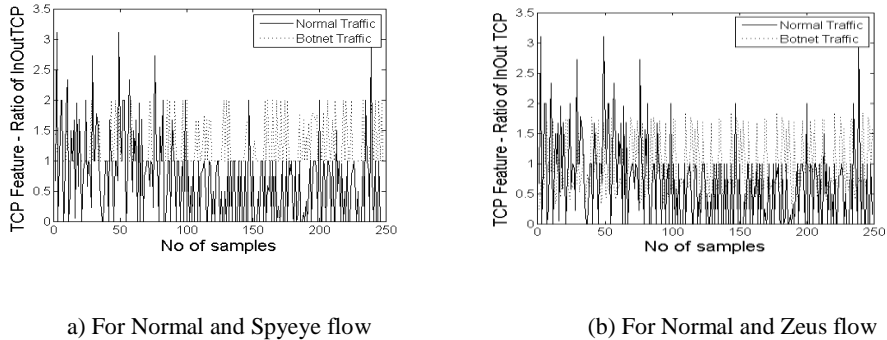 3.5
3
2.5
2
1.5
1
0.5
0
TCP Feature - Ratio of InOutTCP
Normal Traffic
Botnet Traffic
0 50 100 150 200 250
No of samples
a) For Normal and Spyeye flow
3.5
3
2.5
2
1.5
1
0.5
0
TCP Feature - Ratio of InOut TCP
Normal Traffic
Botnet Traffic
0 50 100 150 200 250
No of samples
(b) For Normal and Zeus flow